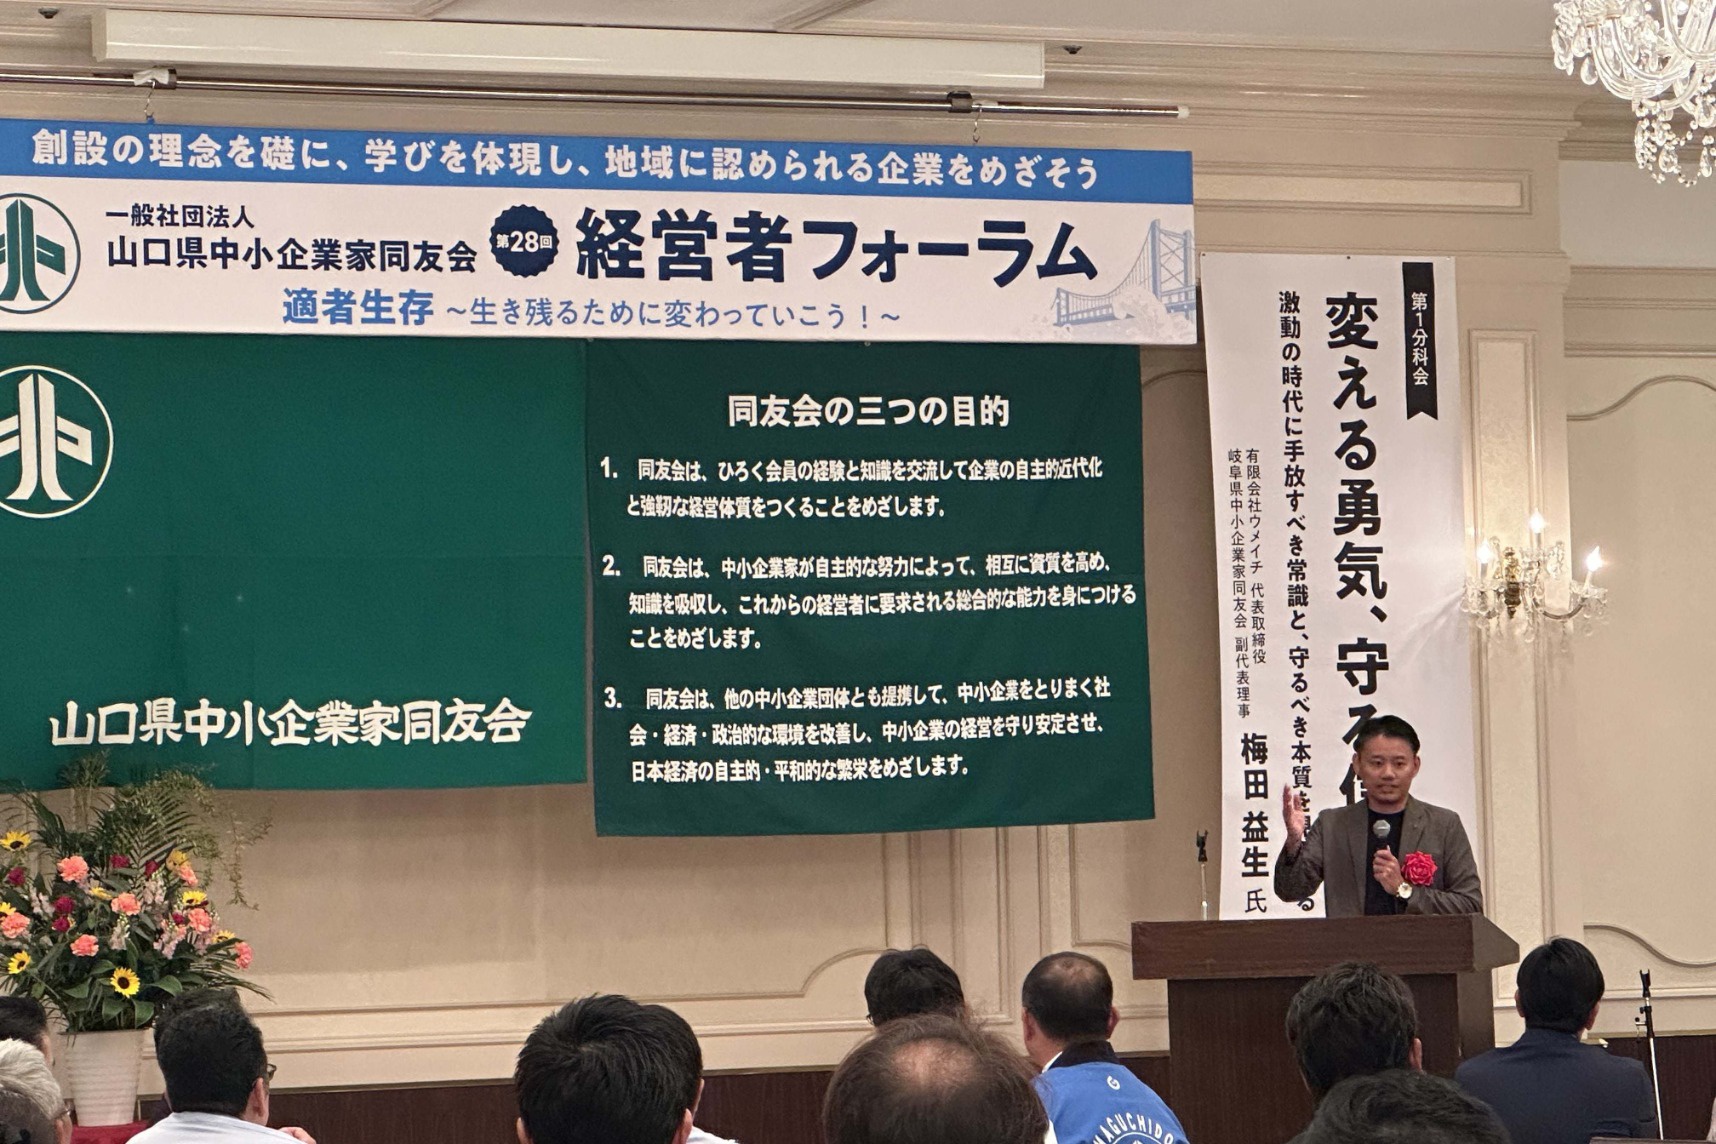 創設の理念を礎に、学びを体現し、地域に認められる企業をめざそう
一般社団法人
山口県中小企業家同友会
第28回
経営者フォーラム
適者生存 ～生き残るために変わっていこう！～
山口県中小企業家同友会
同友会の三つの目的
1. 同友会は、ひろく会員の経験と知識を交流して企業の自主的近代化
と強靭な経営体質をつくることをめざします。
2. 同友会は、中小企業家が自主的な努力によって、相互に資質を高め、
知識を吸収し、これからの経営者に要求される総合的な能力を身につける
ことをめざします。
3. 同友会は、他の中小企業団体とも提携して、中小企業をとりまく社
会・経済・政治的な環境を改善し、中小企業の経営を守り安定させ、
日本経済の自主的・平和的な繁栄をめざします。
第1分科会
変える勇気、守る
激動の時代に手放すべき常識と、守るべき本質を
有限会社ウメイチ 代表取締役
岐阜県中小企業家同友会 副代表理事
梅田 益生 氏